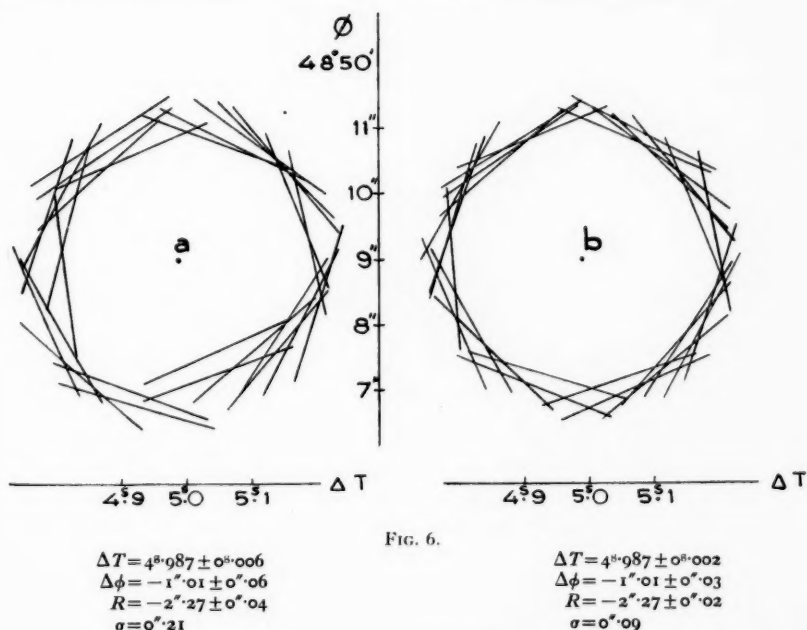 Ø
48°50'
11"
10"
9"
8"
7"
a
b
4ˢ.9 5ˢ.0 5ˢ.1 ΔT
4ˢ.9 5ˢ.0 5ˢ.1 ΔT
FIG. 6.
ΔT=4ˢ·987±0ˢ·006
Δϕ=−1″·01±0″·06
R=−2″·27±0″·04
σ=0″·21
ΔT=4ˢ·987±0ˢ·002
Δϕ=−1″·01±0″·03
R=−2″·27±0″·02
σ=0″·09